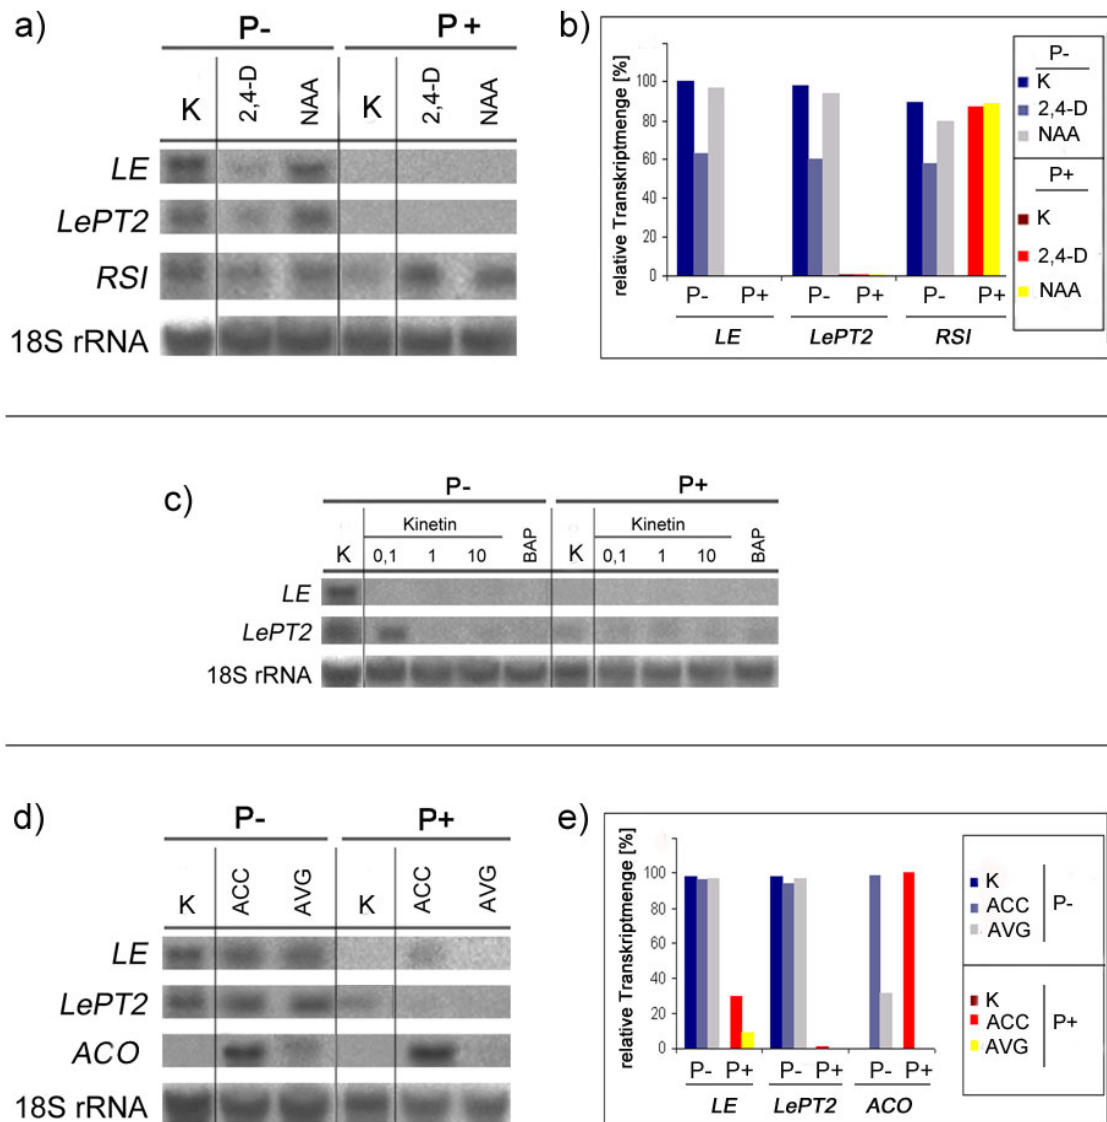 a)
P- P+
K 2,4-D NAA K 2,4-D NAA
LE
LePT2
RSI
18S rRNA
b)
relative Transkriptmenge [%]
100
80
60
40
20
0
P- P+ P- P+ P- P+
LE LePT2 RSI
P-
K
2,4-D
NAA
P+
K
2,4-D
NAA
c)
P- P+
Kinetin Kinetin
K 0,1 1 10 BAP K 0,1 1 10 BAP
LE
LePT2
18S rRNA
d)
P- P+
K ACC AVG K ACC AVG
LE
LePT2
ACO
18S rRNA
e)
relative Transkriptmenge [%]
100
80
60
40
20
0
P- P+ P- P+ P- P+
LE LePT2 ACO
K
ACC P-
AVG
K
ACC P+
AVG